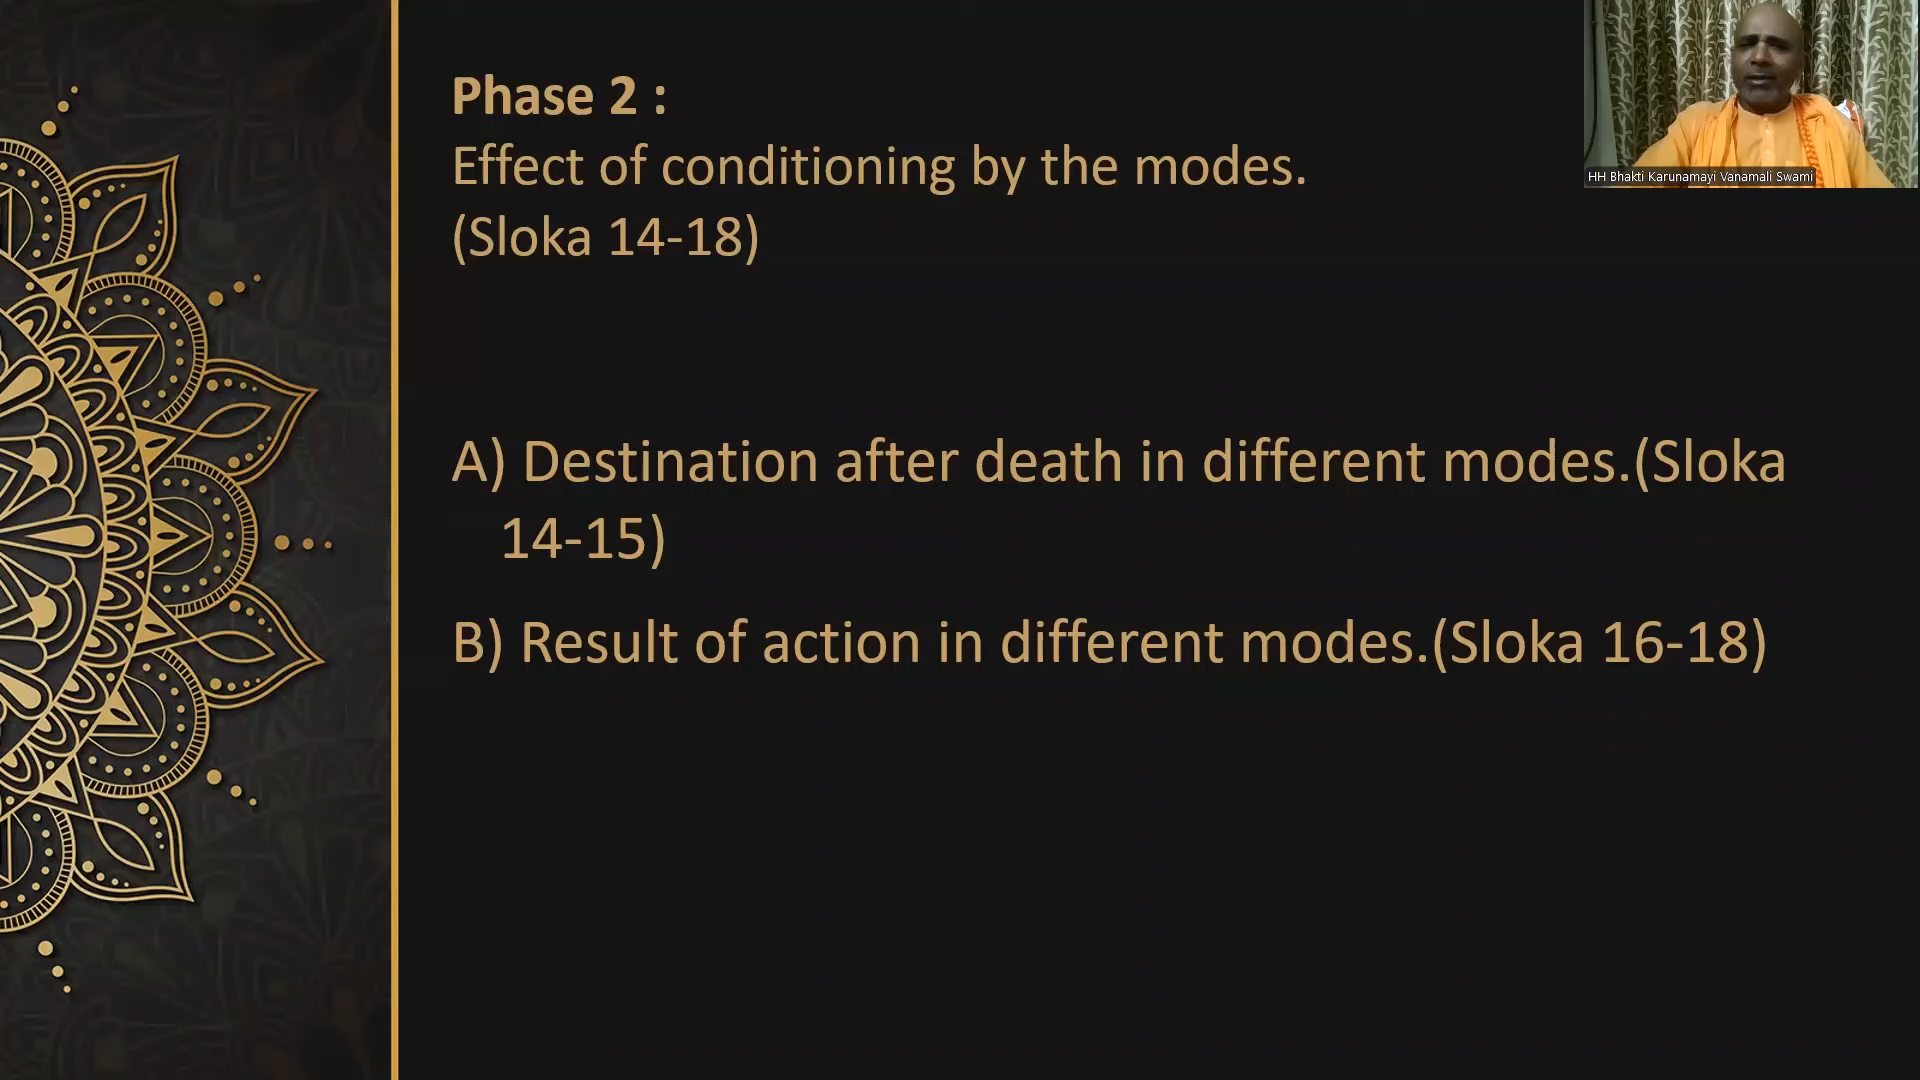 Phase 2 :
Effect of conditioning by the modes.
(Sloka 14-18)
HH Bhakti Karunamayi Vanamali Swami
A) Destination after death in different modes.(Sloka
14-15)
B) Result of action in different modes.(Sloka 16-18)